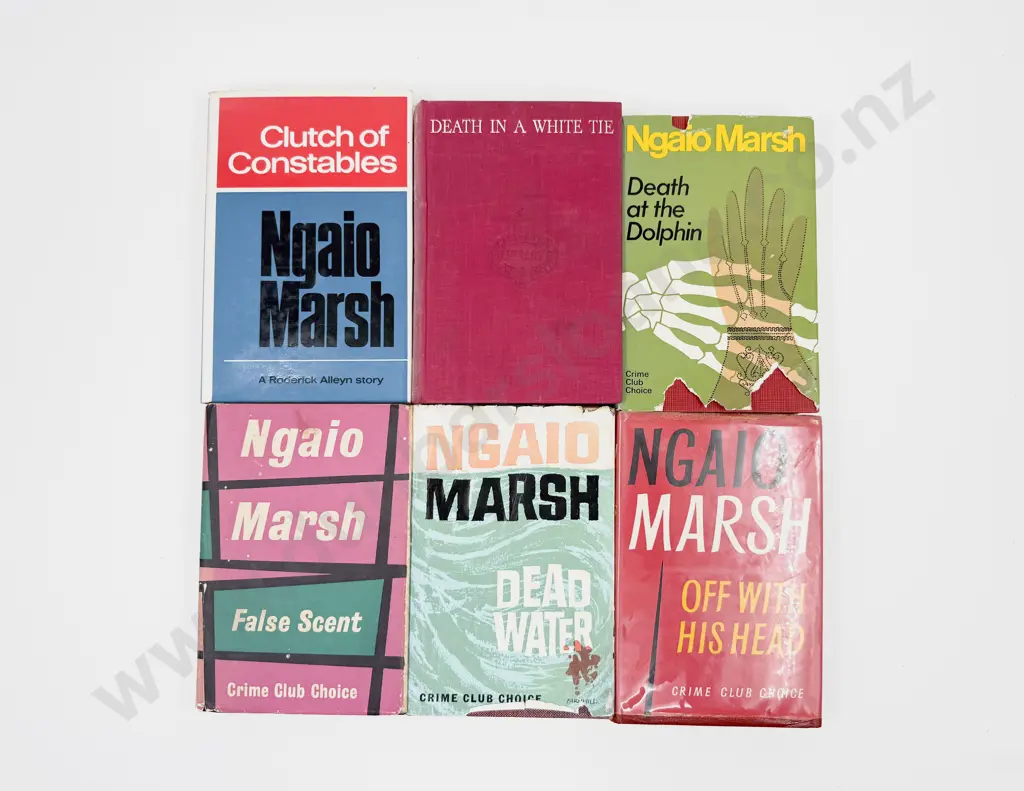 Clutch of
Constables
Ngaio
Marsh
A Roderick Alleyn story
DEATH IN A WHITE TIE
Ngaio Marsh
Death
at the
Dolphin
Crime
Club
Choice
Ngaio
Marsh
False Scent
Crime Club Choice
NGAIO
MARSH
DEAD
WATER
CRIME CLUB CHOICE
NGAIO
MARSH
OFF WITH
HIS HEAD
CRIME CLUB CHOICE